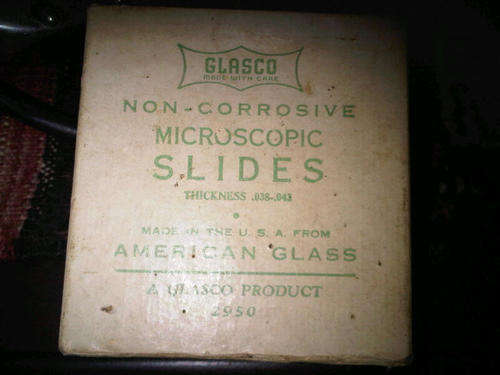 GLASCO
MADE WITH CARE
NON-CORROSIVE
MICROSCOPIC
SLIDES
THICKNESS .038-.043
MADE IN THE U.S.A. FROM
AMERICAN GLASS
A GLASCO PRODUCT
2950